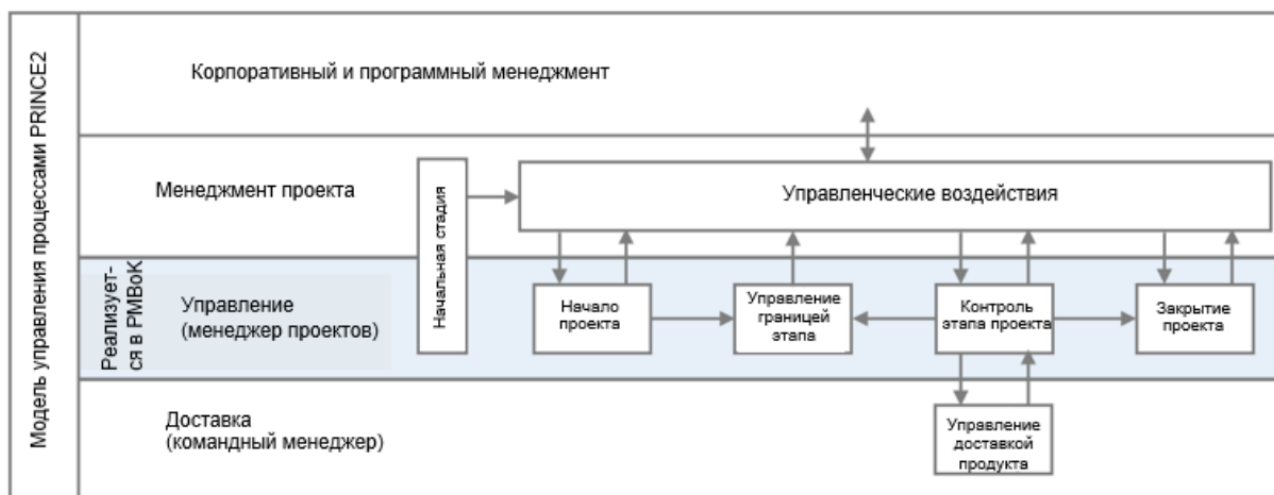 Модель управления процессами PRINCE2
Корпоративный и программный менеджмент
Менеджмент проекта
Начальная стадия
Управленческие воздействия
Реализует-
ся в PMBoK
Управление
(менеджер проектов)
Начало
проекта
Управление
границей
этапа
Контроль
этапа проекта
Закрытие
проекта
Доставка
(командный менеджер)
Управление
доставкой
продукта